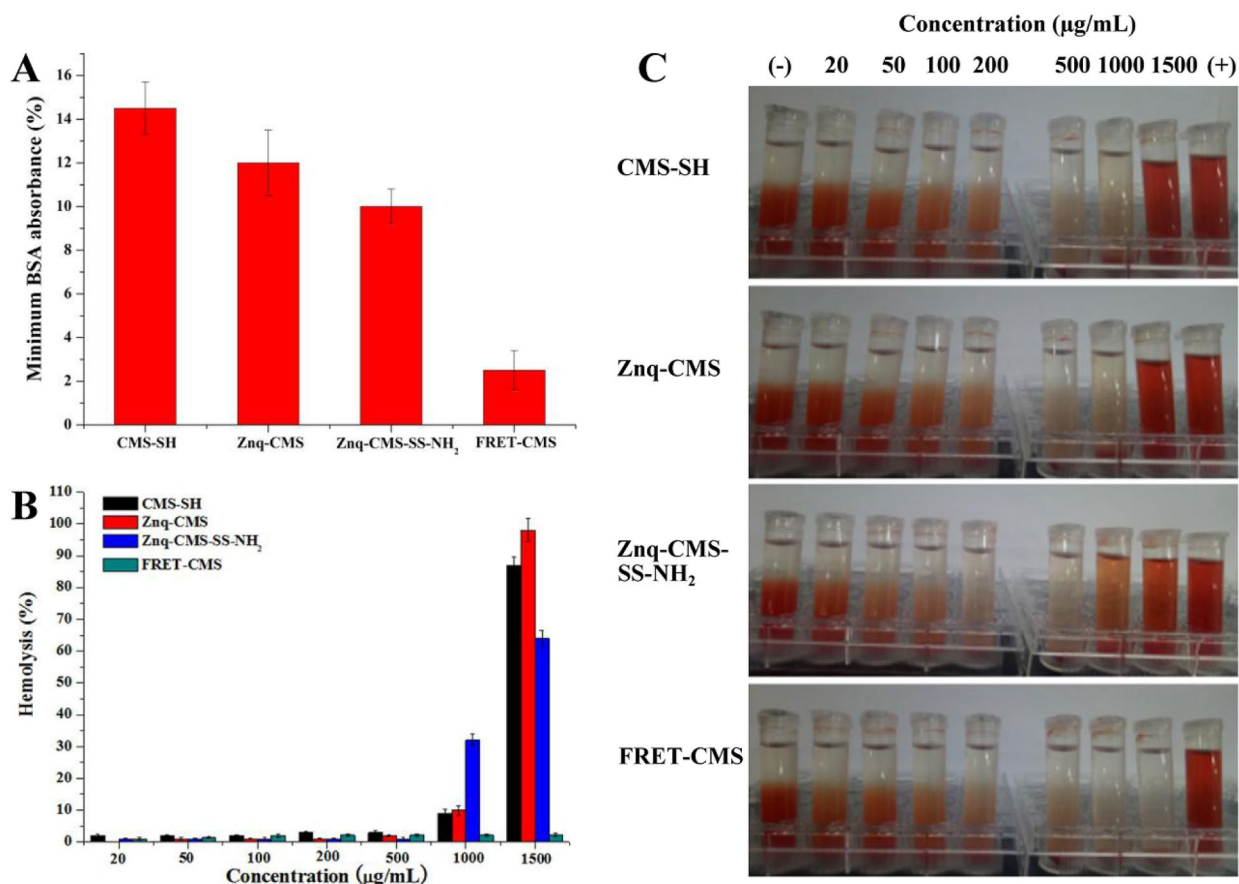 A
Minimum BSA absorbance (%)
16
14
12
10
8
6
4
2
0
CMS-SH Znq-CMS Znq-CMS-SS-NH₂ FRET-CMS
B
Hemolysis (%)
110
100
90
80
70
60
50
40
30
20
10
0
CMS-SH
Znq-CMS
Znq-CMS-SS-NH₂
FRET-CMS
20 50 100 200 500 1000 1500
Concentration (μg/mL)
C
Concentration (μg/mL)
(-) 20 50 100 200 500 1000 1500 (+)
CMS-SH
Znq-CMS
Znq-CMS-
SS-NH₂
FRET-CMS